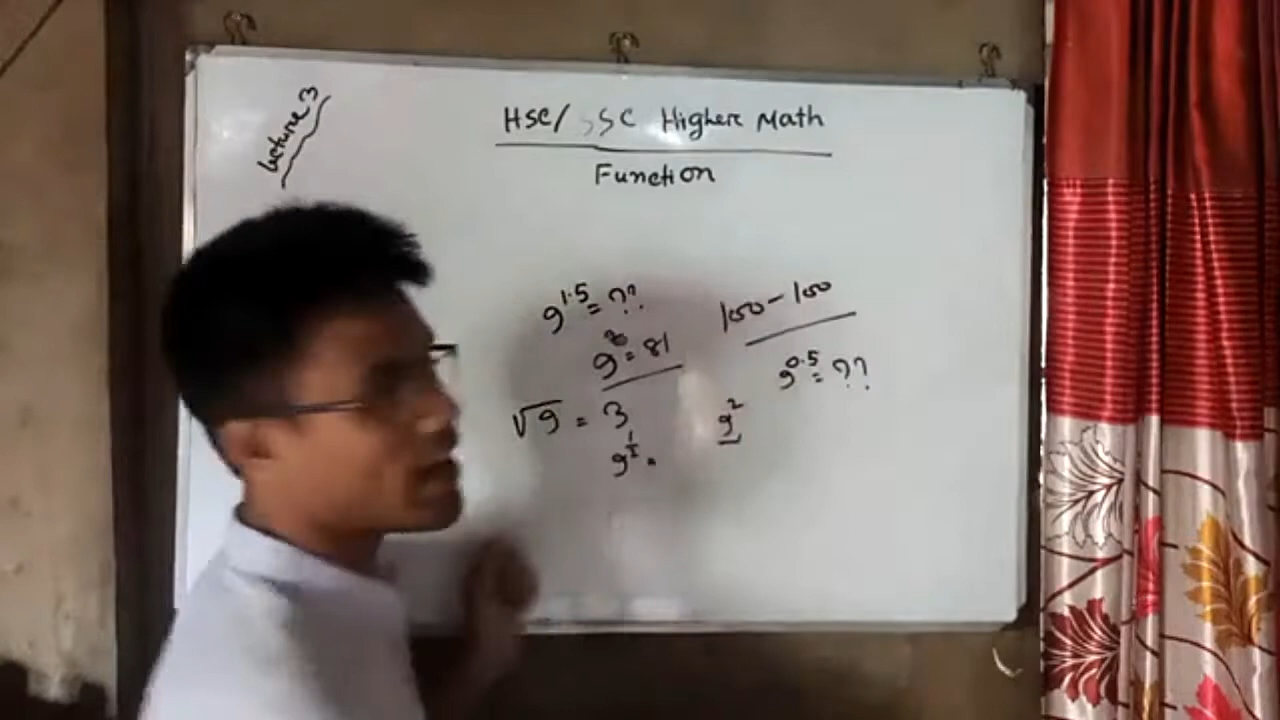 Lecture 3
HSC/ SSC Higher Math
Function
9^1.5 = ??
100-100
9^2 = 81
9^0.5 = ??
√9 = 3
9^2
9^1/2 =